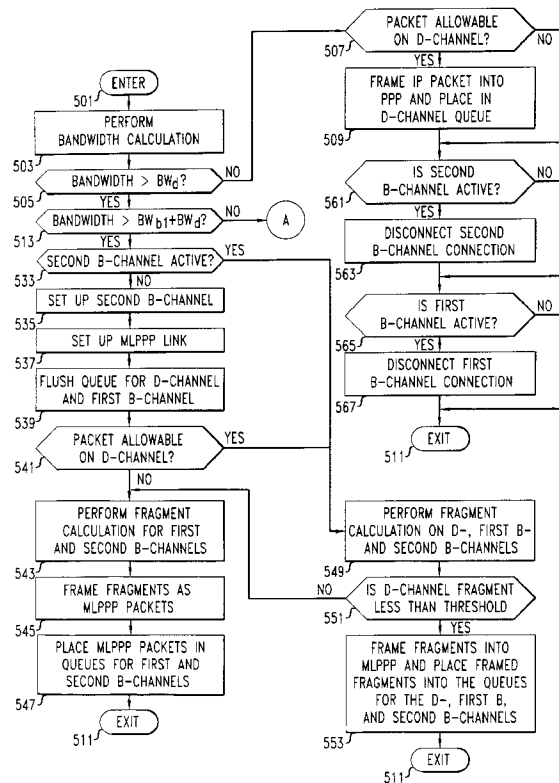 ENTER
501
PERFORM
BANDWIDTH CALCULATION
503
BANDWIDTH > BWd?
NO
505
YES
BANDWIDTH > BWb1+BWd?
NO
A
513
YES
SECOND B-CHANNEL ACTIVE?
YES
533
NO
SET UP SECOND B-CHANNEL
535
SET UP MLPPP LINK
537
FLUSH QUEUE FOR D-CHANNEL
AND FIRST B-CHANNEL
539
PACKET ALLOWABLE
ON D-CHANNEL?
YES
541
NO
PERFORM FRAGMENT
CALCULATION FOR FIRST
AND SECOND B-CHANNELS
543
FRAME FRAGMENTS AS
MLPPP PACKETS
545
PLACE MLPPP PACKETS IN
QUEUES FOR FIRST AND
SECOND B-CHANNELS
547
EXIT
511
PACKET ALLOWABLE
ON D-CHANNEL?
NO
507
YES
FRAME IP PACKET INTO
PPP AND PLACE IN
D-CHANNEL QUEUE
509
IS SECOND
B-CHANNEL ACTIVE?
NO
561
YES
DISCONNECT SECOND
B-CHANNEL CONNECTION
563
IS FIRST
B-CHANNEL ACTIVE?
NO
565
YES
DISCONNECT FIRST
B-CHANNEL CONNECTION
567
EXIT
511
PERFORM FRAGMENT
CALCULATION ON D-, FIRST B-
AND SECOND B-CHANNELS
549
NO
IS D-CHANNEL FRAGMENT
LESS THAN THRESHOLD
551
YES
FRAME FRAGMENTS INTO
MLPPP AND PLACE FRAMED
FRAGMENTS INTO THE QUEUES
FOR THE D-, FIRST B,
AND SECOND B-CHANNELS
553
EXIT
511